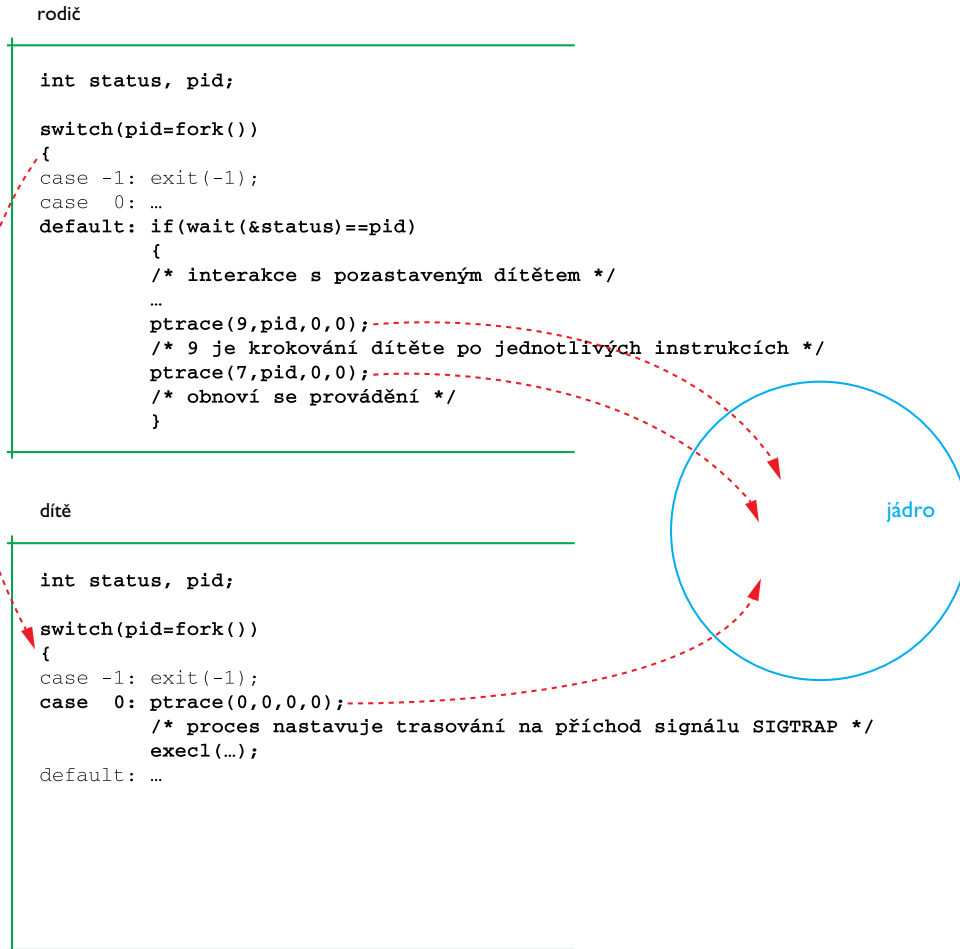 rodič
int status, pid;
switch(pid=fork())
{
case -1: exit(-1);
case  0: …
default: if(wait(&status)==pid)
{
/* interakce s pozastaveným dítětem */
…
ptrace(9,pid,0,0);
/* 9 je krokování dítěte po jednotlivých instrukcích */
ptrace(7,pid,0,0);
/* obnoví se provádění */
}
jádro
dítě
int status, pid;
switch(pid=fork())
{
case -1: exit(-1);
case  0: ptrace(0,0,0,0);
/* proces nastavuje trasování na příchod signálu SIGTRAP */
execl(…);
default: …